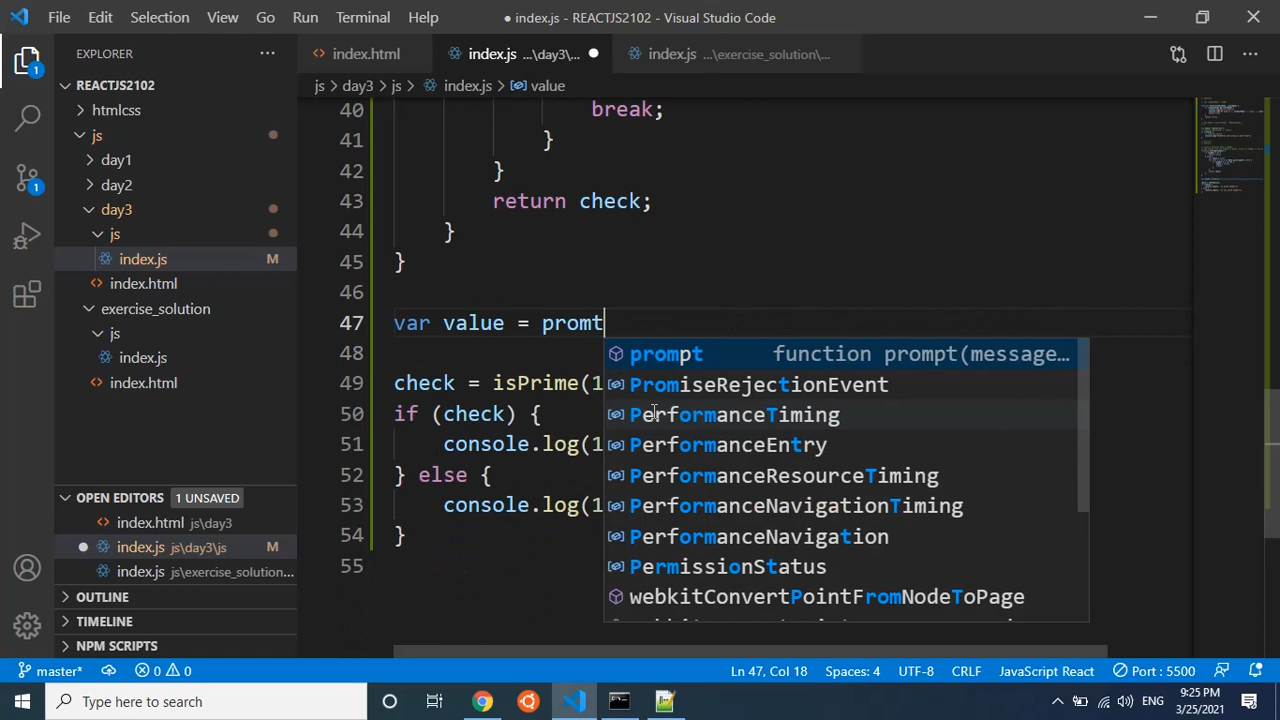 File Edit Selection View Go Run Terminal Help
● index.js - REACTJS2102 - Visual Studio Code
EXPLORER
index.html
index.js ...\day3\...
index.js ...\exercise_solution\...
REACTJS2102
js > day3 > js > index.js > value
htmlcss
js
day1
day2
day3
js
index.js M
index.html
exercise_solution
js
index.js
index.html
40 break;
41 }
42 }
43 return check;
44 }
45 }
46
47 var value = promt
48
49 check = isPrime(1
50 if (check) {
51 console.log(1
52 } else {
53 console.log(1
54 }
55
prompt function prompt(message...
PromiseRejectionEvent
PerformanceTiming
PerformanceEntry
PerformanceResourceTiming
PerformanceNavigationTiming
PerformanceNavigation
PermissionStatus
webkitConvertPointFromNodeToPage
OPEN EDITORS 1 UNSAVED
index.html js\day3
index.js js\day3\js M
index.js js\exercise_solution...
OUTLINE
TIMELINE
NPM SCRIPTS
1
1
master* 0 0 Ln 47, Col 18 Spaces: 4 UTF-8 CRLF JavaScript React Port : 5500
Type here to search
ENG
9:25 PM
3/25/2021